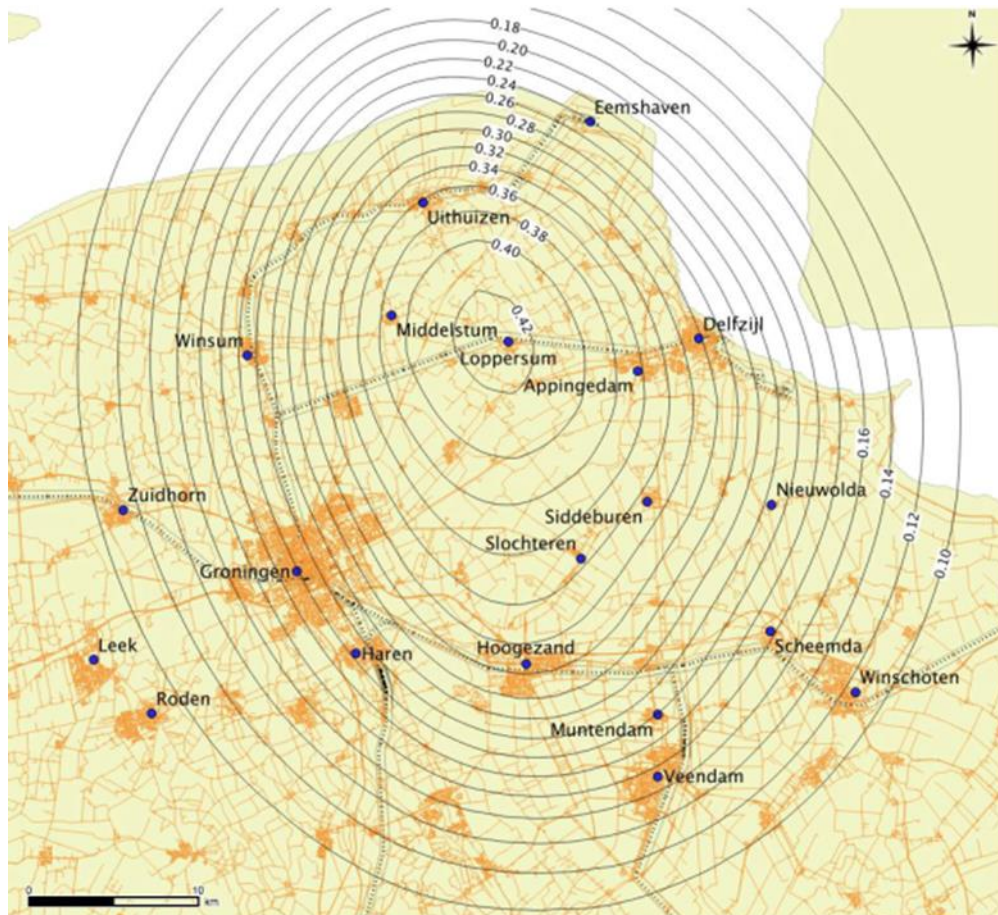 N
0.18
0.20
0.22
0.24
0.26
0.28
0.30
0.32
0.34
0.36
0.38
0.40
0.42
Eemshaven
Uithuizen
Middelstum
Delfzijl
Winsum
Loppersum
Appingedam
0.16
0.14
0.12
0.10
Zuidhorn
Nieuwolda
Siddeburen
Slochteren
Groningen
Leek
Haren
Hoogezand
Scheemda
Roden
Winschoten
Muntendam
Veendam
0
10
km